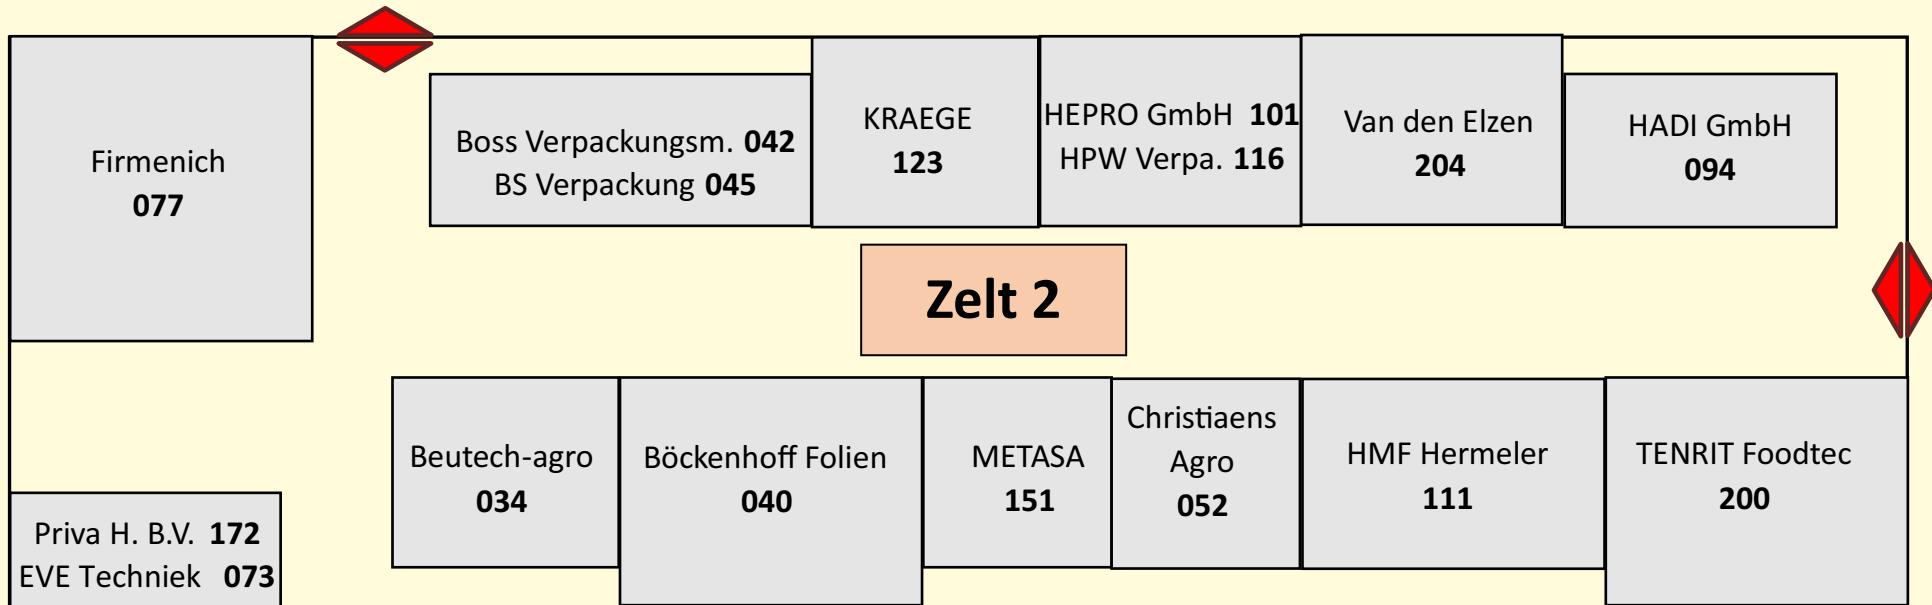 Firmenich
077
Boss Verpackungsm. 042
BS Verpackung 045
KRAEGE
123
HEPRO GmbH 101
HPW Verpa. 116
Van den Elzen
204
HADI GmbH
094
Zelt 2
Priva H. B.V. 172
EVE Techniek 073
Beutech-agro
034
Böckenhoff Folien
040
METASA
151
Christiaens
Agro
052
HMF Hermeler
111
TENRIT Foodtec
200